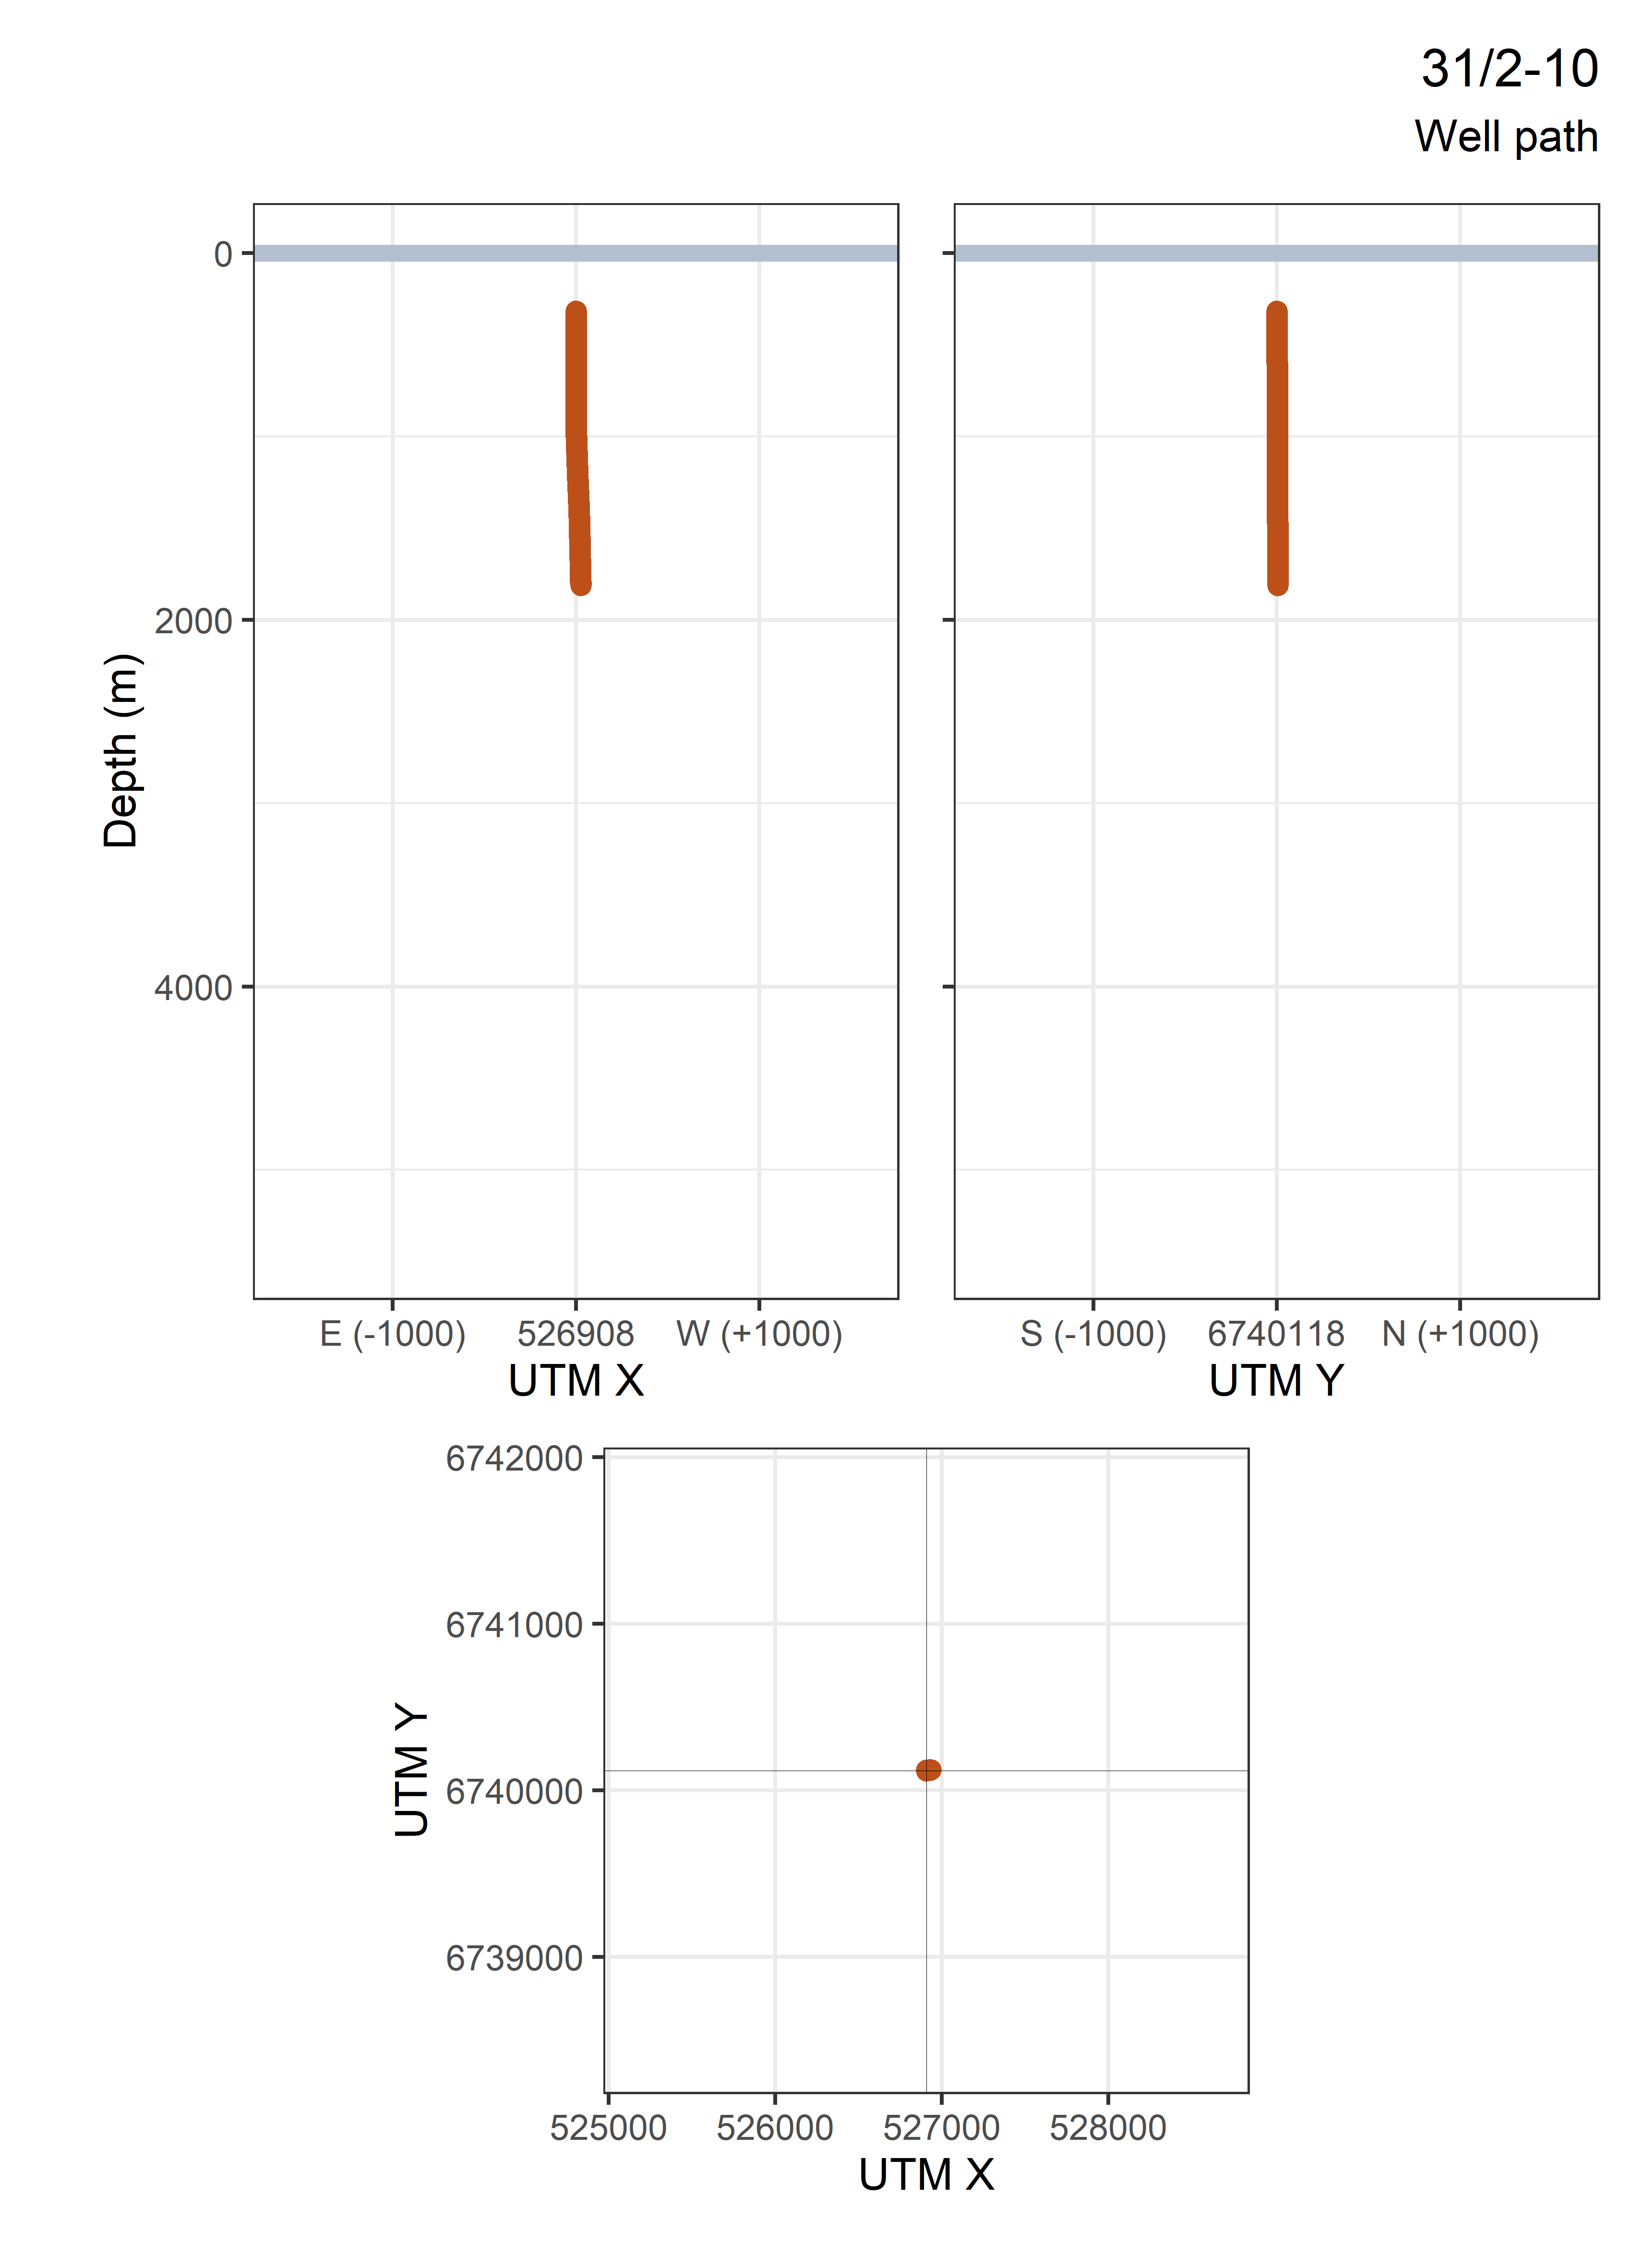 31/2-10
Well path
0
2000
4000
Depth (m)
E (-1000) 526908 W (+1000)
UTM X
S (-1000) 6740118 N (+1000)
UTM Y
6742000
6741000
6740000
6739000
UTM Y
525000 526000 527000 528000
UTM X